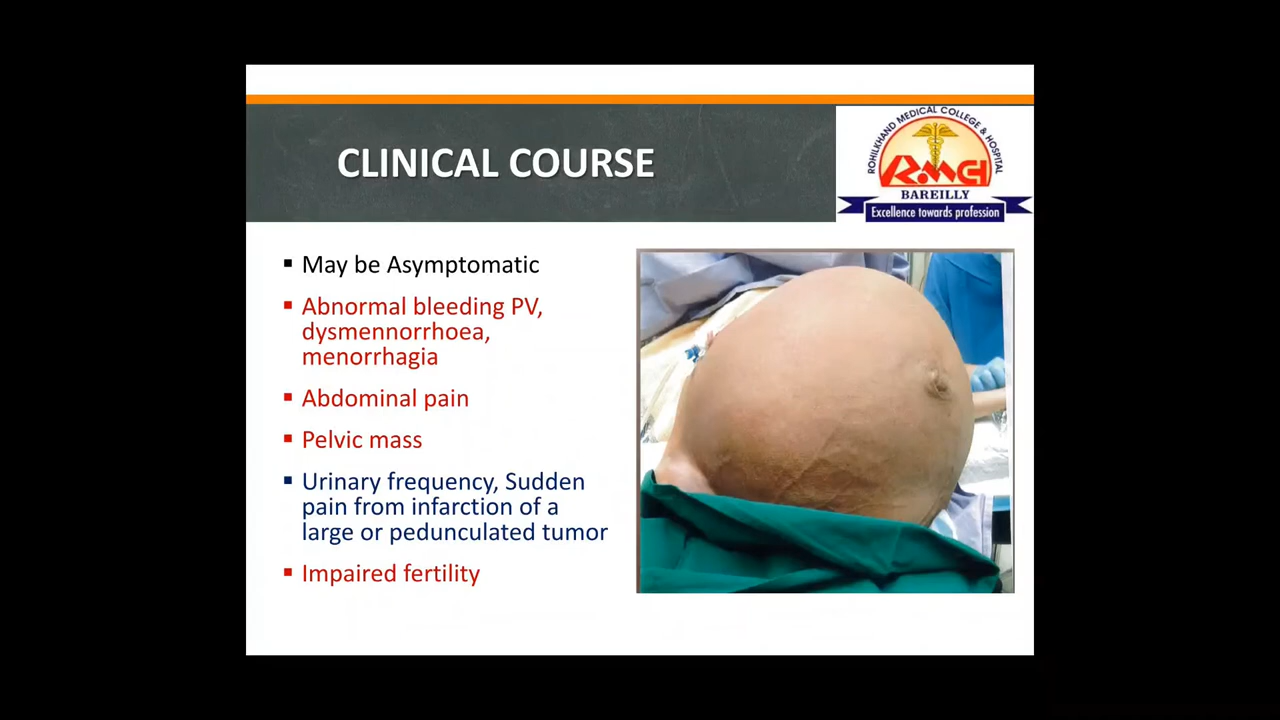 CLINICAL COURSE
ROHILKHAND MEDICAL COLLEGE & HOSPITAL
RMCH
BAREILLY
Excellence towards profession
▪ May be Asymptomatic
▪ Abnormal bleeding PV,
dysmennorrhoea,
menorrhagia
▪ Abdominal pain
▪ Pelvic mass
▪ Urinary frequency, Sudden
pain from infarction of a
large or pedunculated tumor
▪ Impaired fertility